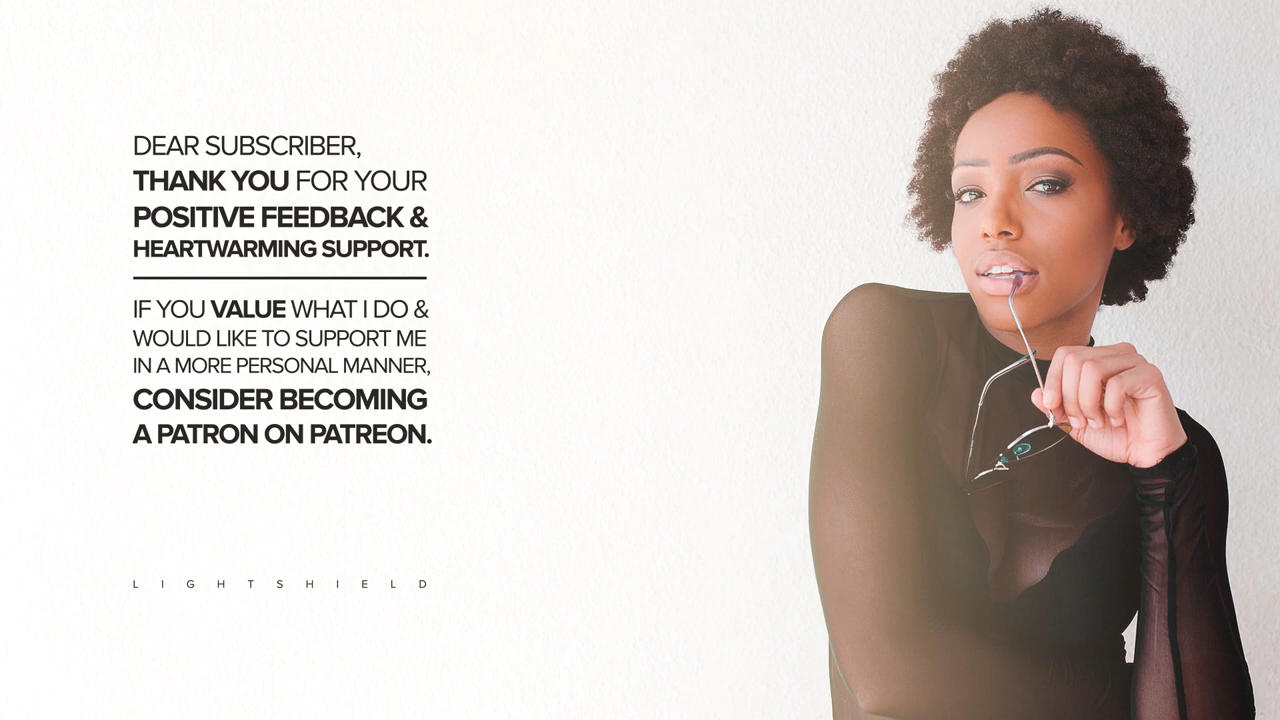 DEAR SUBSCRIBER,
THANK YOU FOR YOUR
POSITIVE FEEDBACK &
HEARTWARMING SUPPORT.
IF YOU VALUE WHAT I DO &
WOULD LIKE TO SUPPORT ME
IN A MORE PERSONAL MANNER,
CONSIDER BECOMING
A PATRON ON PATREON.
LIGHTSHIELD